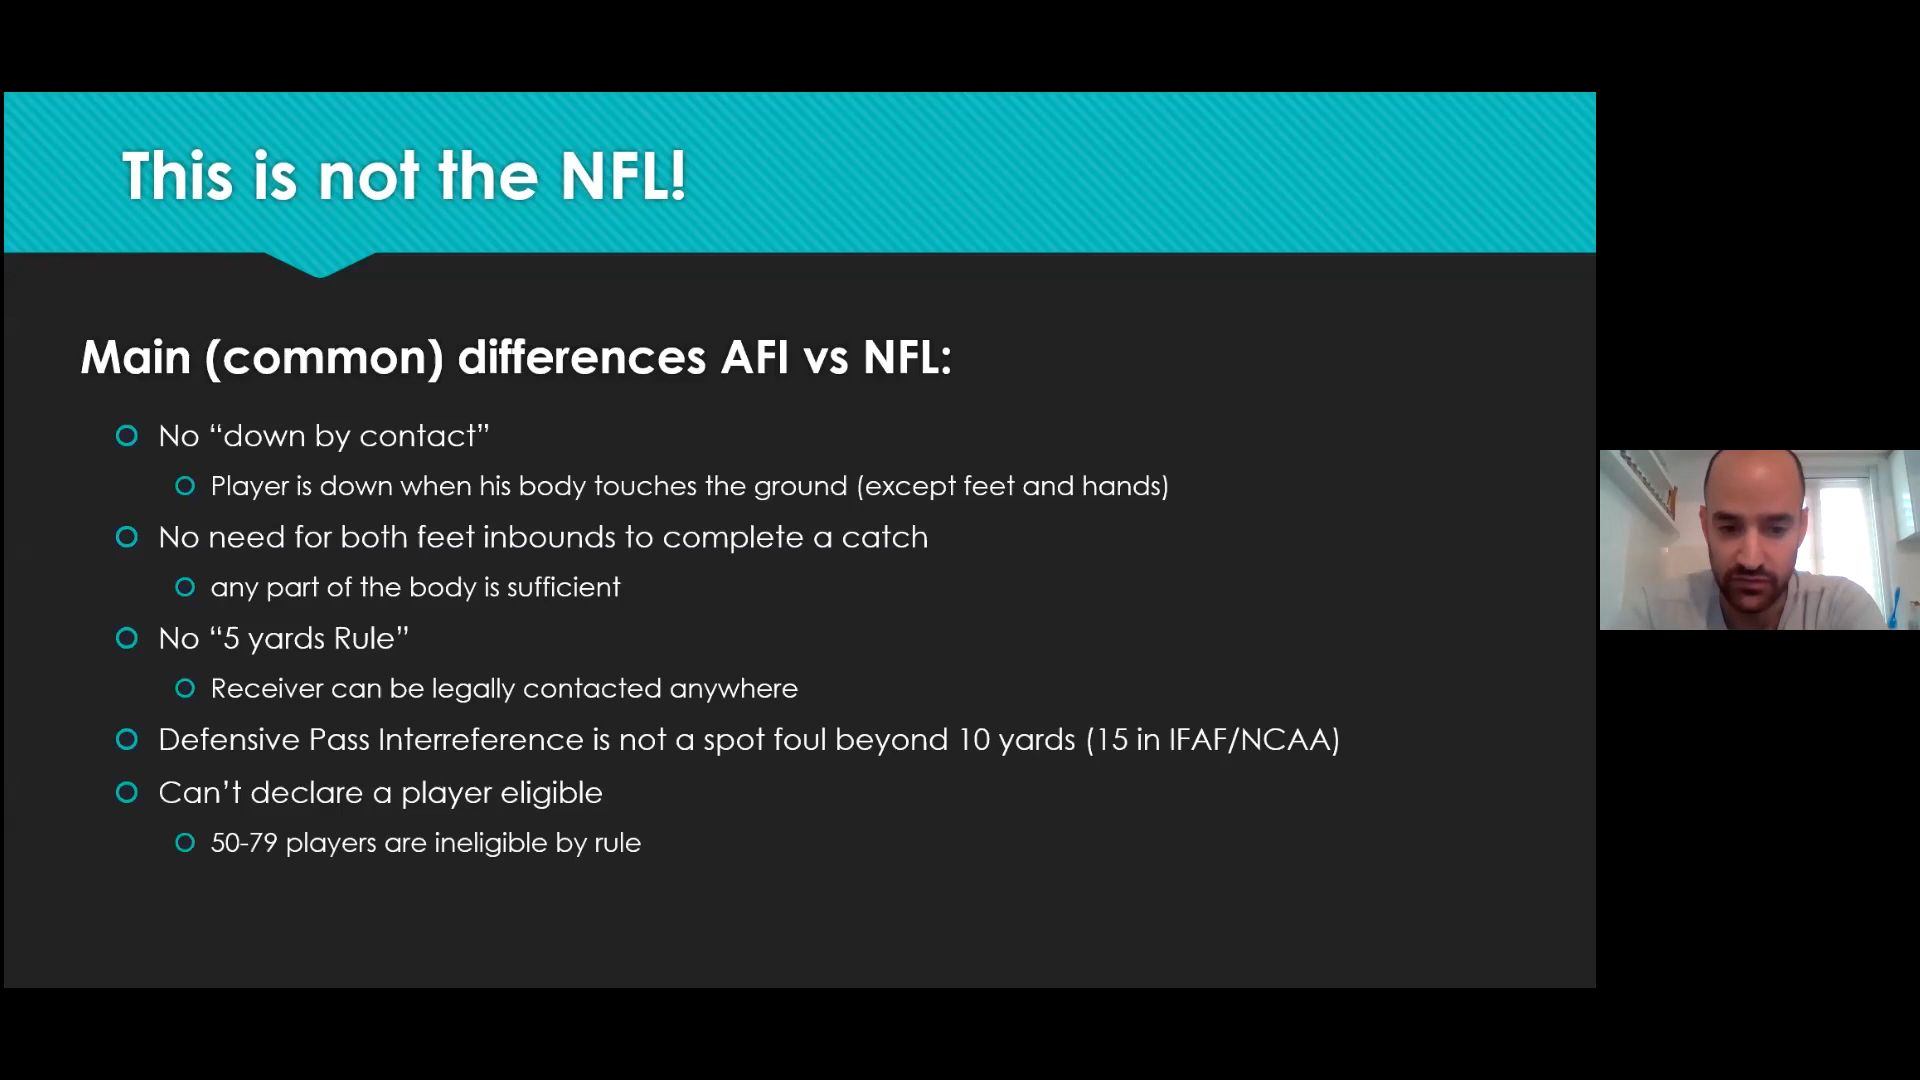 This is not the NFL!
Main (common) differences AFI vs NFL:
No “down by contact”
Player is down when his body touches the ground (except feet and hands)
No need for both feet inbounds to complete a catch
any part of the body is sufficient
No “5 yards Rule”
Receiver can be legally contacted anywhere
Defensive Pass Interreference is not a spot foul beyond 10 yards (15 in IFAF/NCAA)
Can’t declare a player eligible
50-79 players are ineligible by rule